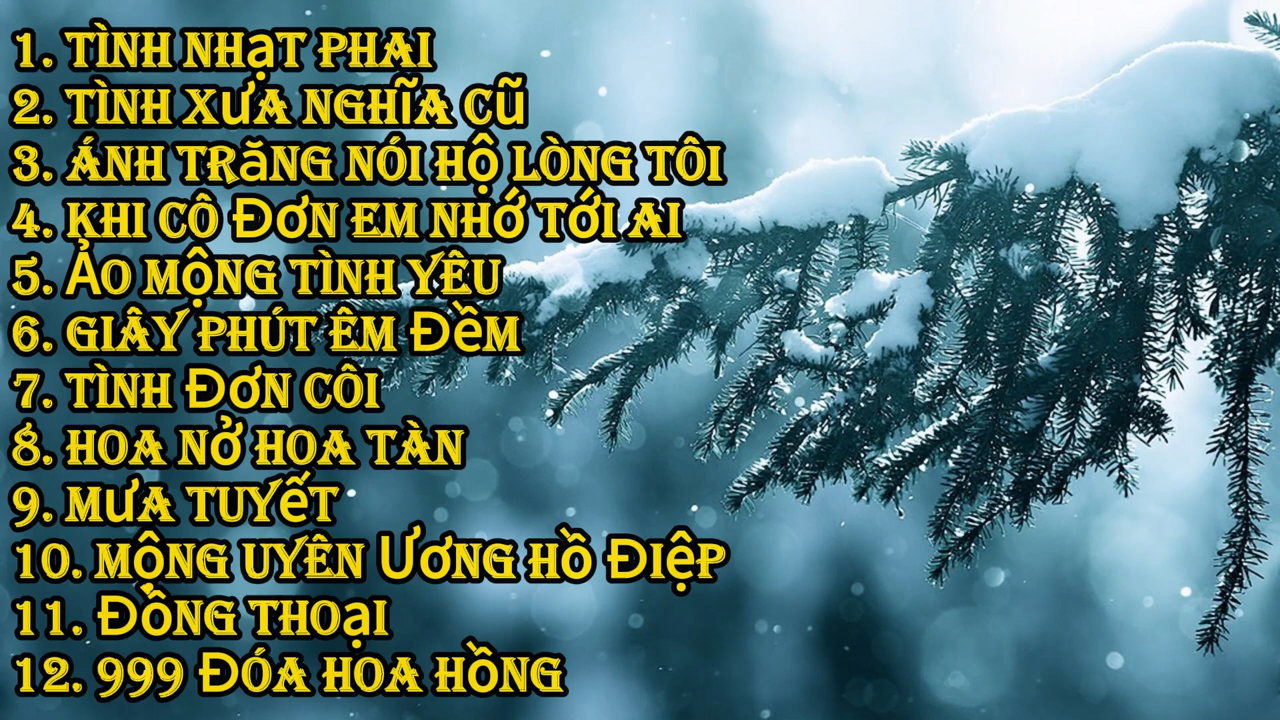 1. TÌNH NHẠT PHAI
2. TÌNH XƯA NGHĨA CŨ
3. ÁNH TRĂNG NÓI HỘ LÒNG TÔI
4. KHI CÔ ĐƠN EM NHỚ TỚI AI
5. ẢO MỘNG TÌNH YÊU
6. GIÂY PHÚT ÊM ĐỀM
7. TÌNH ĐƠN CÔI
8. HOA NỞ HOA TÀN
9. MƯA TUYẾT
10. MỘNG UYÊN ƯƠNG HỒ ĐIỆP
11. ĐỒNG THOẠI
12. 999 ĐÓA HOA HỒNG